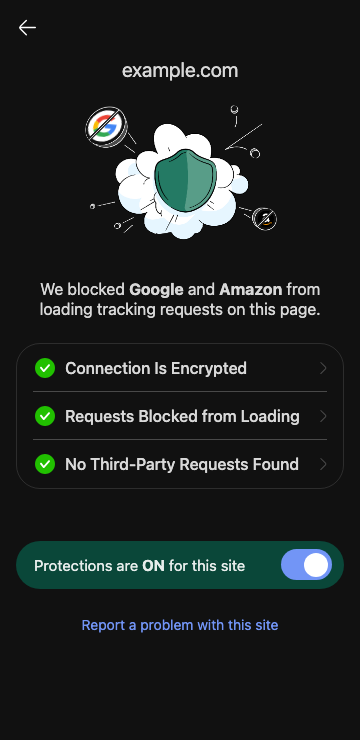 example.com
We blocked Google and Amazon from
loading tracking requests on this page.
Connection Is Encrypted
Requests Blocked from Loading
No Third-Party Requests Found
Protections are ON for this site
Report a problem with this site